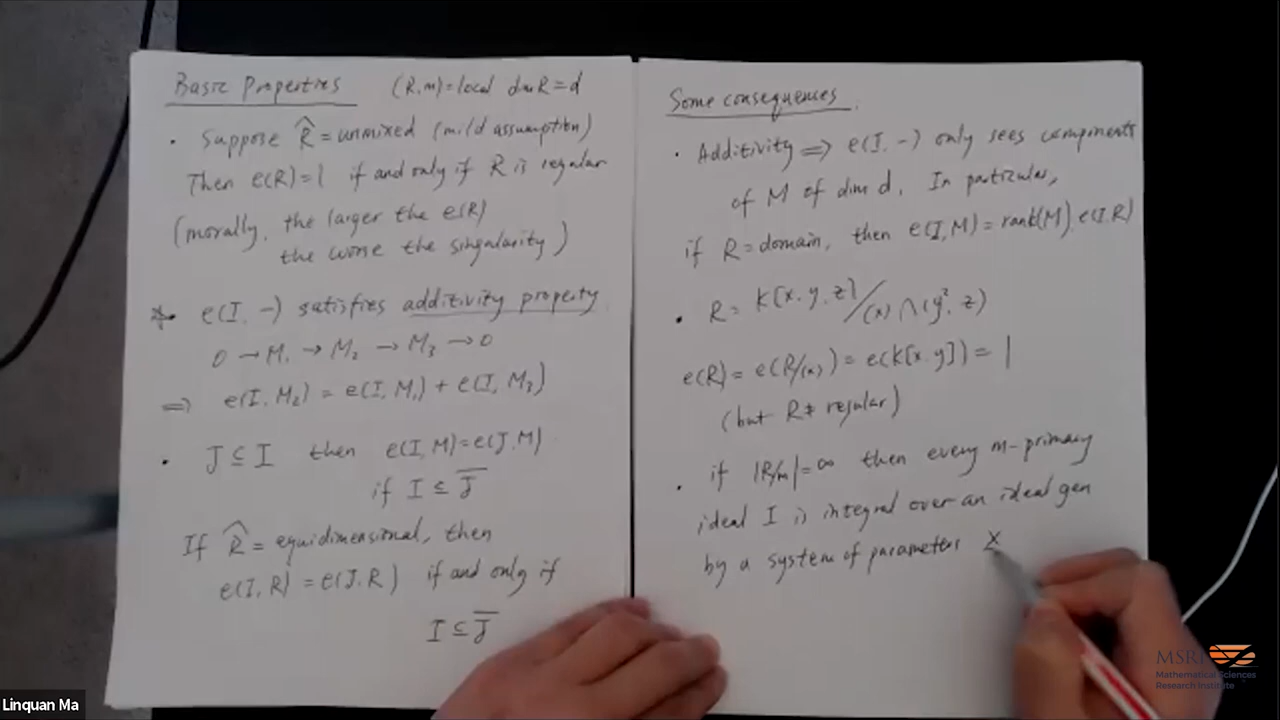 Basic Properties (R,m)=local dim R=d
· Suppose R̂ = unmixed (mild assumption)
Then e(R)=1 if and only if R is regular
(morally, the larger the e(R)
the worse the singularity)
* · e(I, -) satisfies additivity property
0 → M₁ → M₂ → M₃ → 0
⟹ e(I, M₂) = e(I, M₁) + e(I, M₃)
· J ⊆ I then e(I, M) = e(J, M)
if I ⊆ J̅
If R̂ = equidimensional, then
e(I, R) = e(J, R) if and only if
I ⊆ J̅
Some consequences.
· Additivity ⟹ e(I, -) only sees components
of M of dim d. In particular,
if R=domain, then e(I,M) = rank(M).e(I,R)
· R = K[x,y,z]/(x)∩(y²,z)
e(R) = e(R/(x)) = e(k[x,y]) = 1
(but R ≠ regular)
· if |R/m|=∞ then every m-primary
ideal I is integral over an ideal gen
by a system of parameters x
Linquan Ma
MSRI
Mathematical Sciences
Research Institute